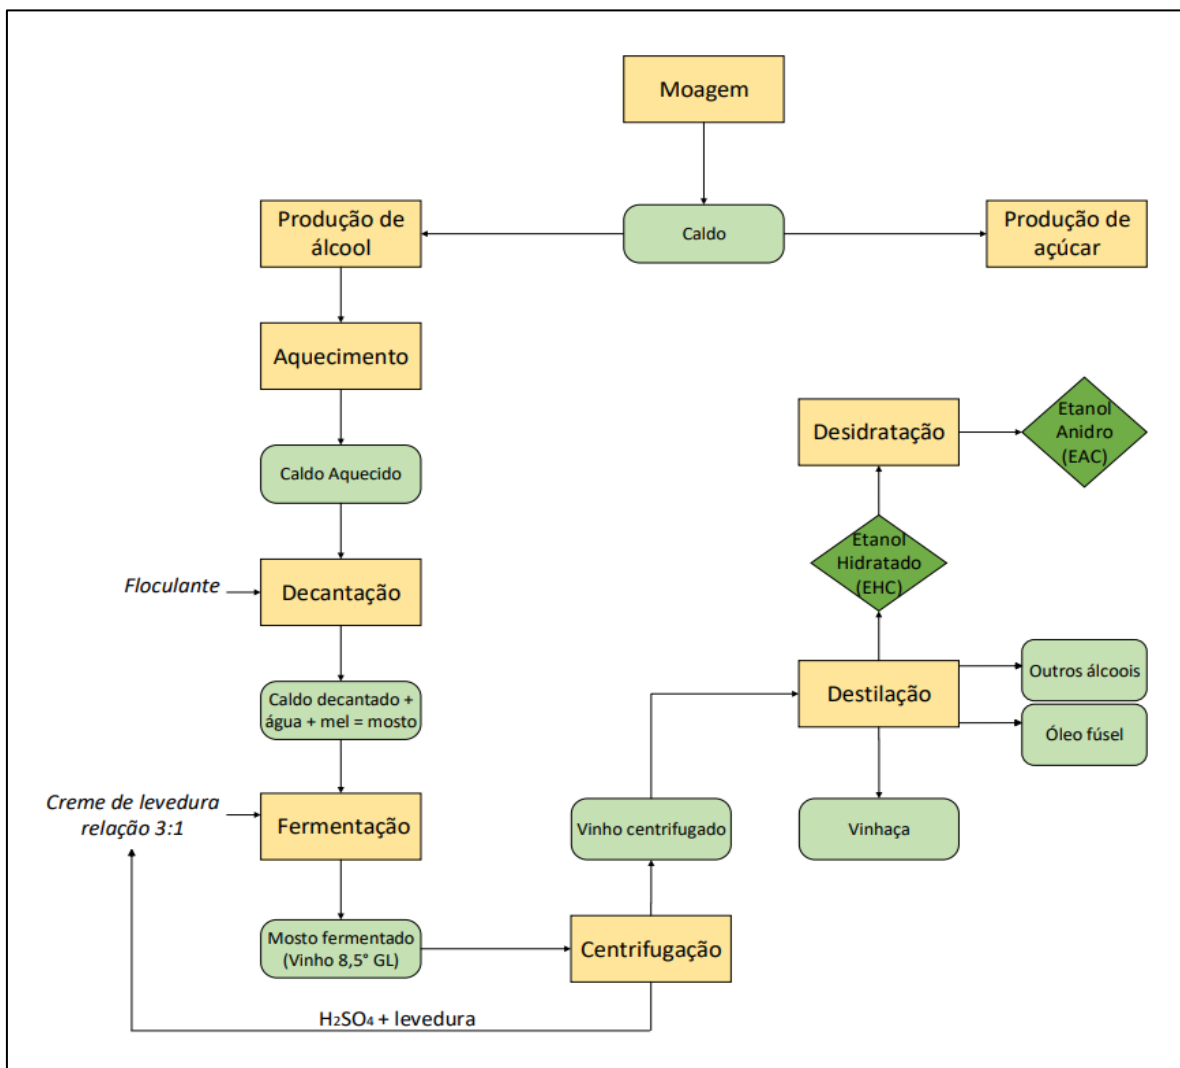 Moagem
Produção de
álcool
Caldo
Produção de
açúcar
Aquecimento
Caldo Aquecido
Floculante
Decantação
Caldo decantado +
água + mel = mosto
Creme de levedura
relação 3:1
Fermentação
Mosto fermentado
(Vinho 8,5° GL)
H₂SO₄ + levedura
Centrifugação
Vinho centrifugado
Destilação
Outros álcoois
Óleo fúsel
Vinhaça
Etanol
Hidratado
(EHC)
Desidratação
Etanol
Anidro
(EAC)